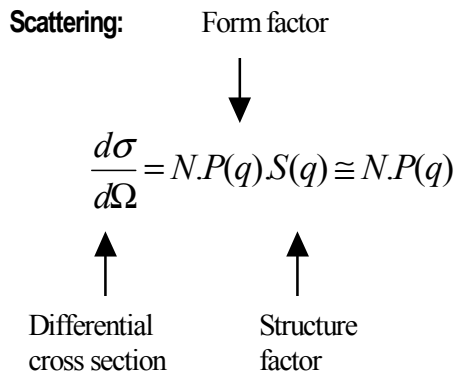 Scattering: Form factor
dσ/dΩ = N.P(q).S(q) ≅ N.P(q)
Differential Structure
cross section factor